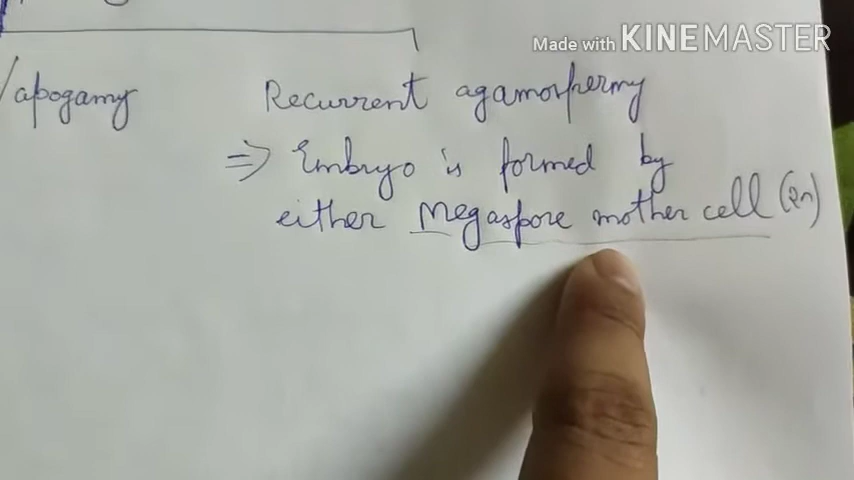 Made with KINEMASTER
/apogamy
Recurrent agamospermy
⇒ Embryo is formed by
either Megaspore mother cell (2n)